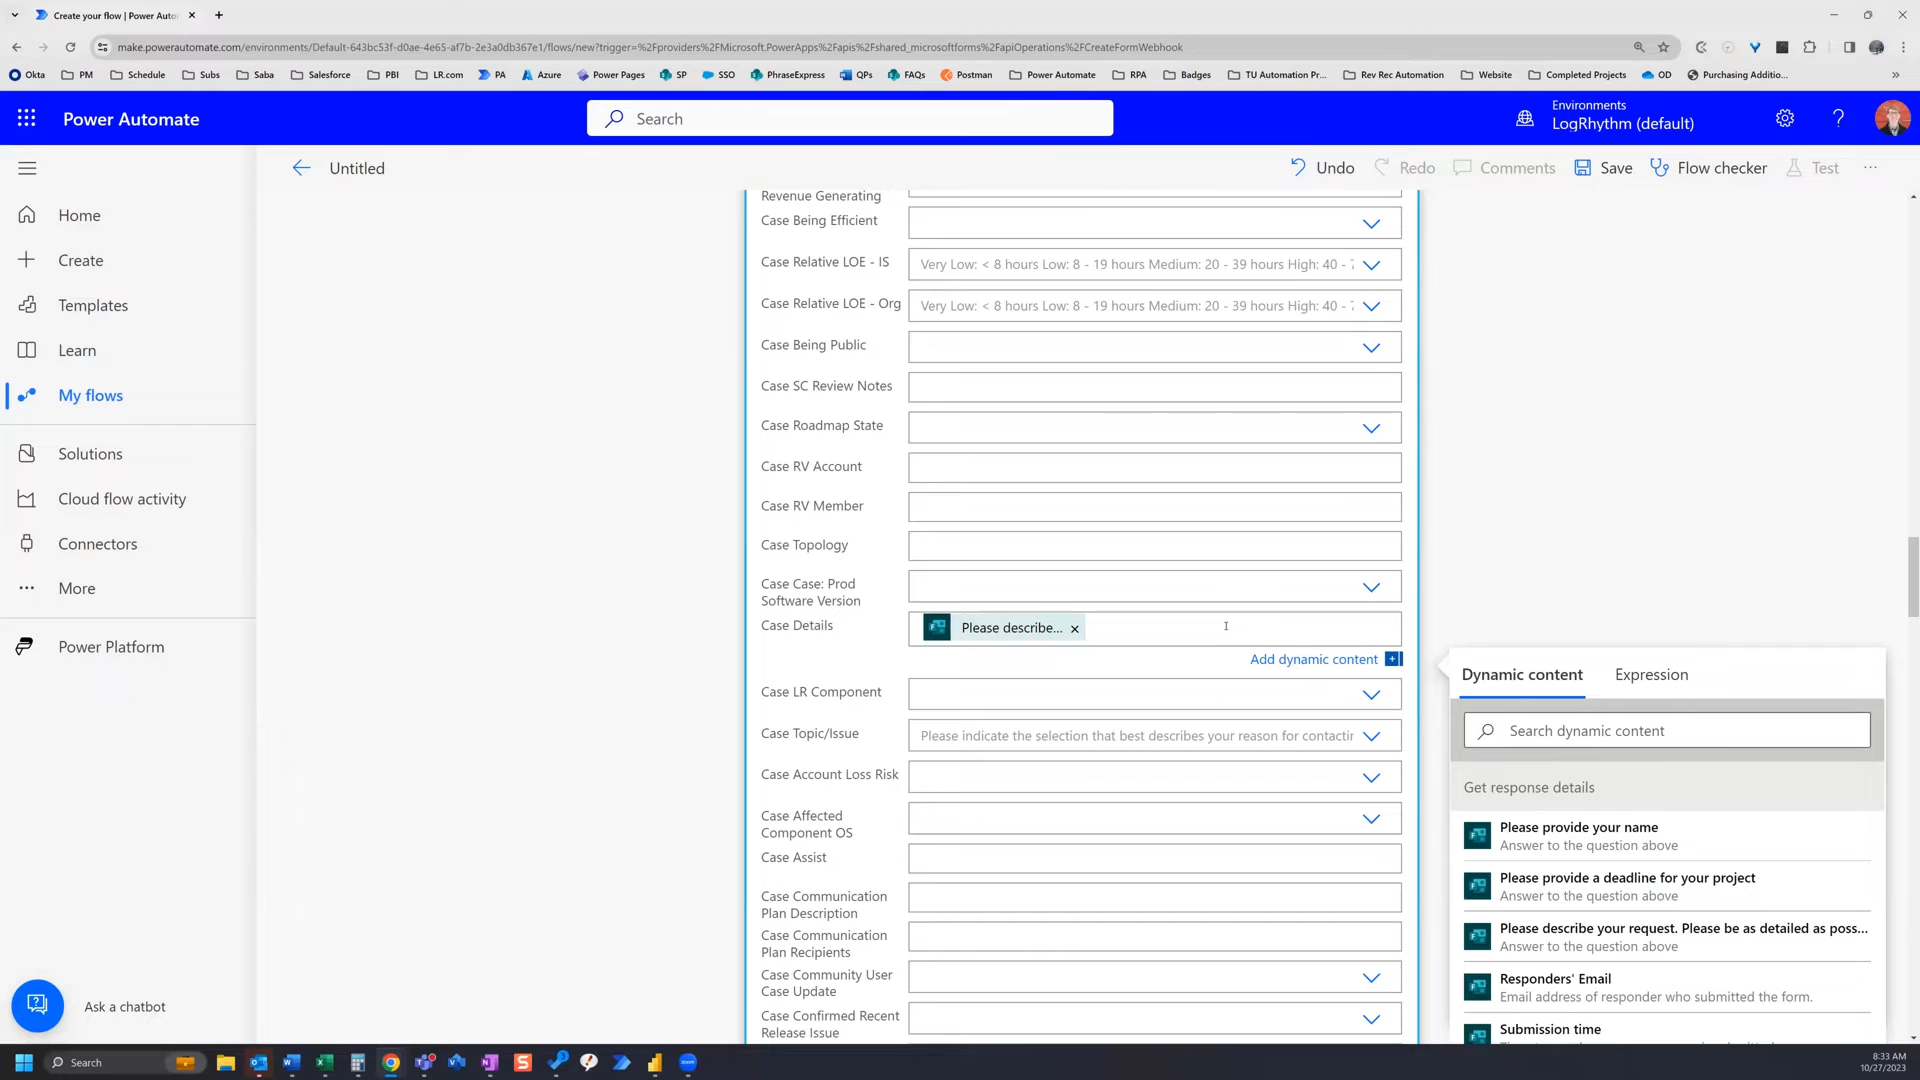 Create your flow | Power Auto
make.powerautomate.com/environments/Default-643bc53f-d0ae-4e65-af7b-2e3a0db367e1/flows/new?trigger=%2Fproviders%2FMicrosoft.PowerApps%2Fapis%2Fshared_microsoftforms%2FapiOperations%2FCreateFormWebhook
Okta PM Schedule Subs Saba Salesforce PBI LR.com PA Azure Power Pages SP SSO PhraseExpress QPs FAQs Postman Power Automate RPA Badges TU Automation Pr... Rev Rec Automation Website Completed Projects OD Purchasing Additio...
Power Automate
Search
Environments
LogRhythm (default)
Untitled
Undo Redo Comments Save Flow checker Test
Home
Create
Templates
Learn
My flows
Solutions
Cloud flow activity
Connectors
More
Power Platform
Ask a chatbot
Revenue Generating
Case Being Efficient
Case Relative LOE - IS
Very Low: < 8 hours Low: 8 - 19 hours Medium: 20 - 39 hours High: 40 -
Case Relative LOE - Org
Very Low: < 8 hours Low: 8 - 19 hours Medium: 20 - 39 hours High: 40 -
Case Being Public
Case SC Review Notes
Case Roadmap State
Case RV Account
Case RV Member
Case Topology
Case Case: Prod
Software Version
Case Details
Please describe...
Add dynamic content
Case LR Component
Case Topic/Issue
Please indicate the selection that best describes your reason for contactin
Case Account Loss Risk
Case Affected
Component OS
Case Assist
Case Communication
Plan Description
Case Communication
Plan Recipients
Case Community User
Case Update
Case Confirmed Recent
Release Issue
Dynamic content Expression
Search dynamic content
Get response details
Please provide your name
Answer to the question above
Please provide a deadline for your project
Answer to the question above
Please describe your request. Please be as detailed as poss...
Answer to the question above
Responders' Email
Email address of responder who submitted the form.
Submission time
Search
8:33 AM
10/27/2023